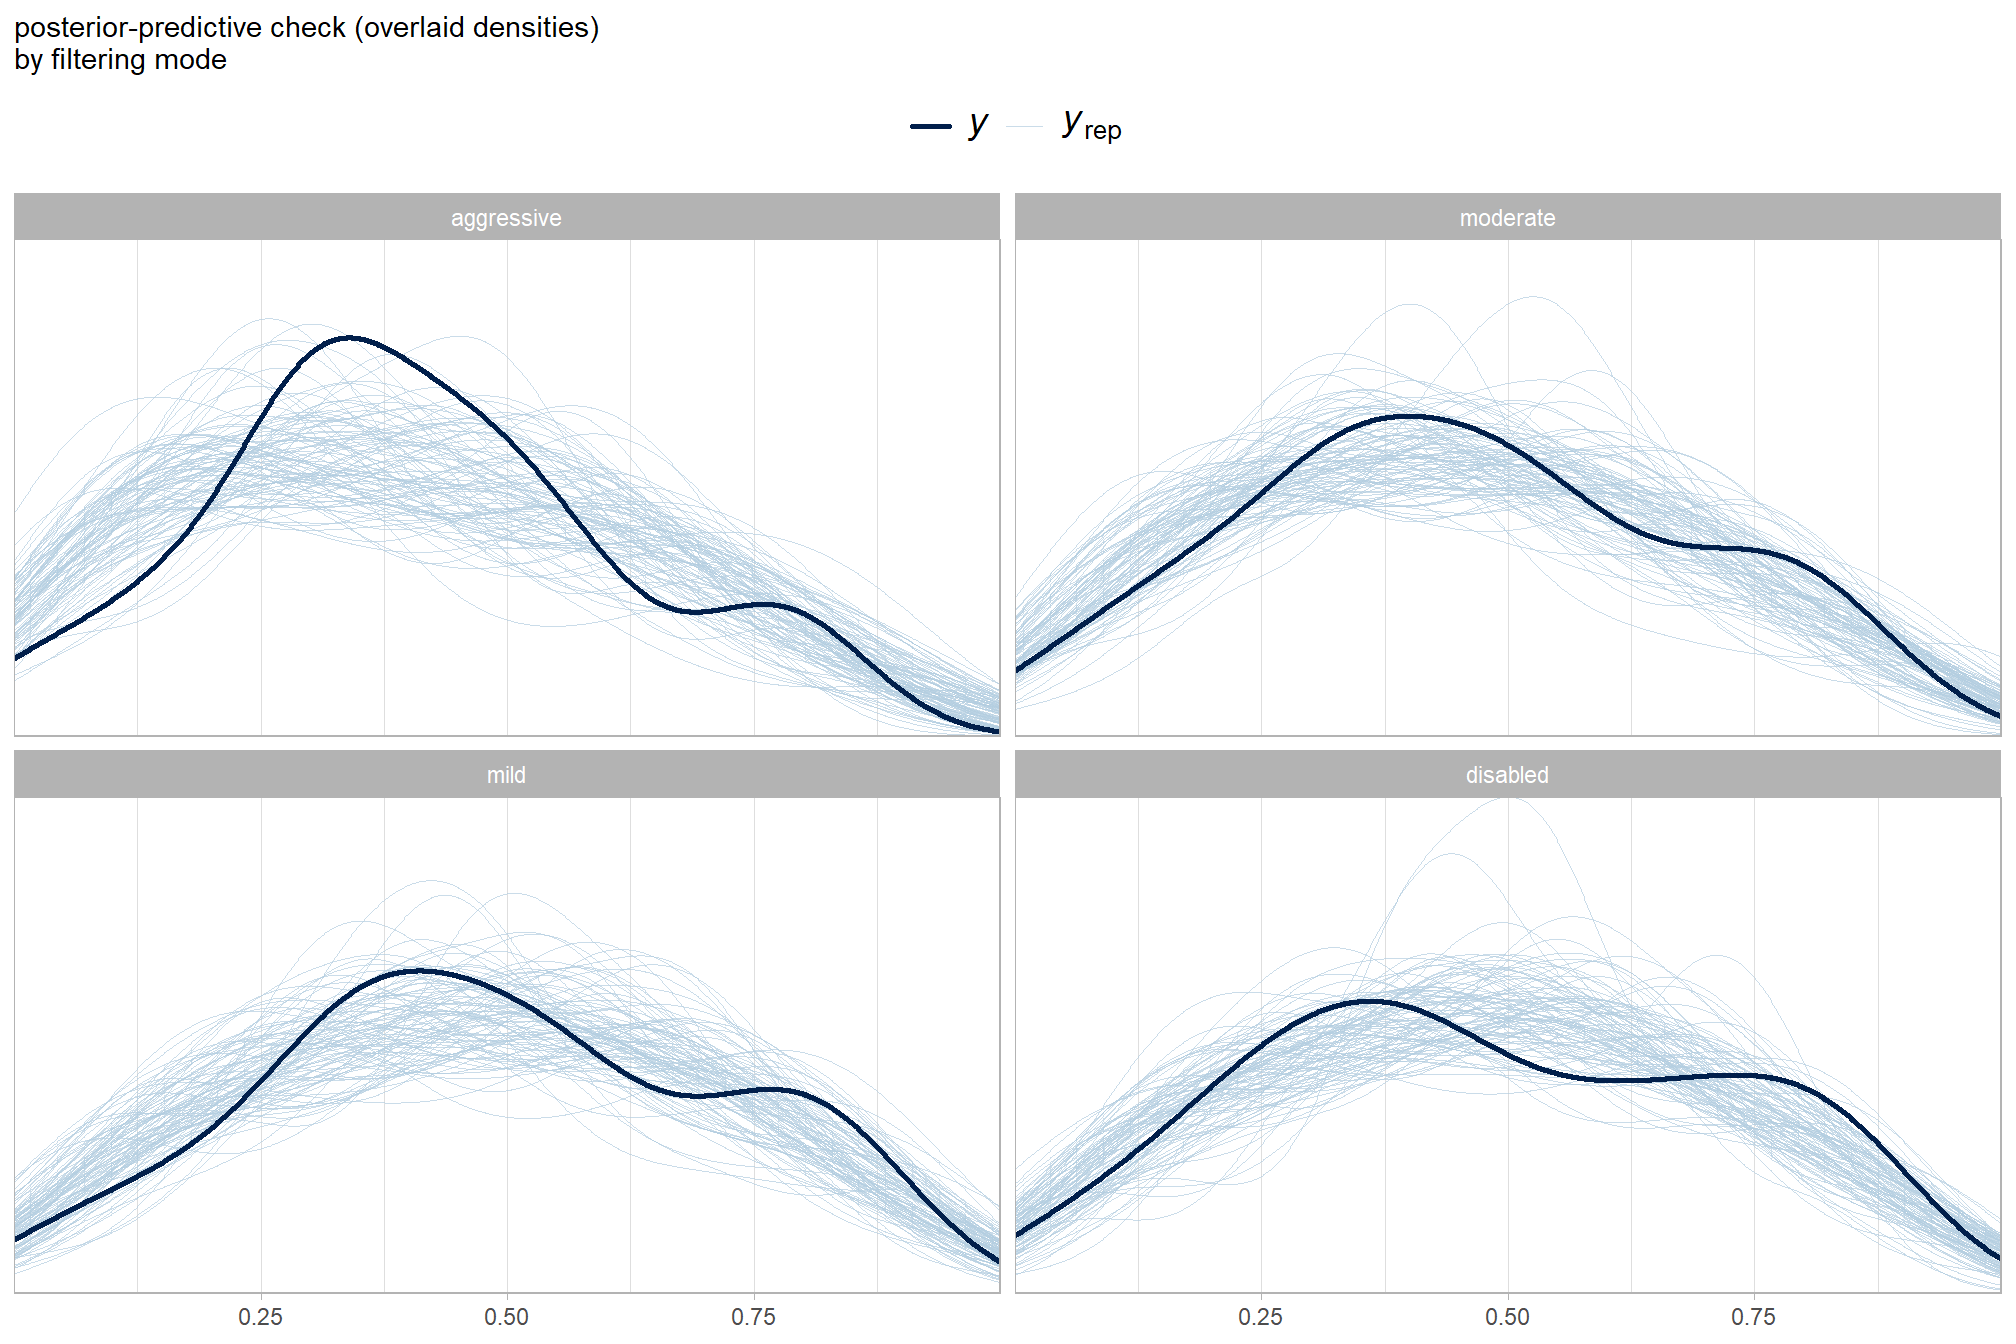 posterior-predictive check (overlaid densities)
by filtering mode
y y rep
aggressive moderate
mild disabled
0.25 0.50 0.75 0.25 0.50 0.75